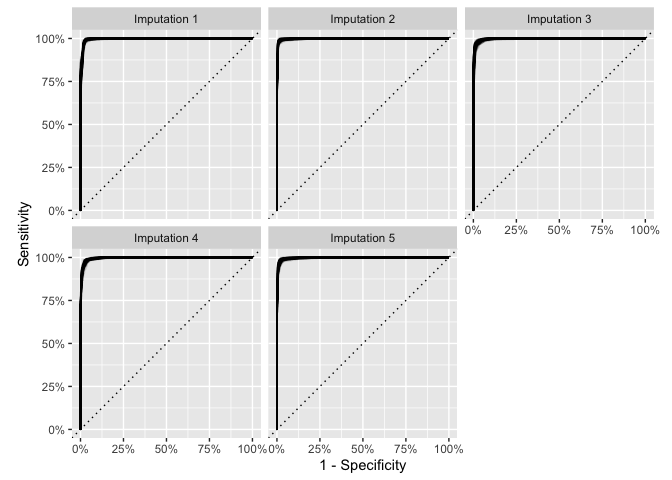 Imputation 1
Imputation 2
Imputation 3
100%
75%
50%
25%
0%
0% 25% 50% 75% 100%
Sensitivity
Imputation 4
Imputation 5
100%
75%
50%
25%
0%
0% 25% 50% 75% 100%
0% 25% 50% 75% 100%
1 - Specificity